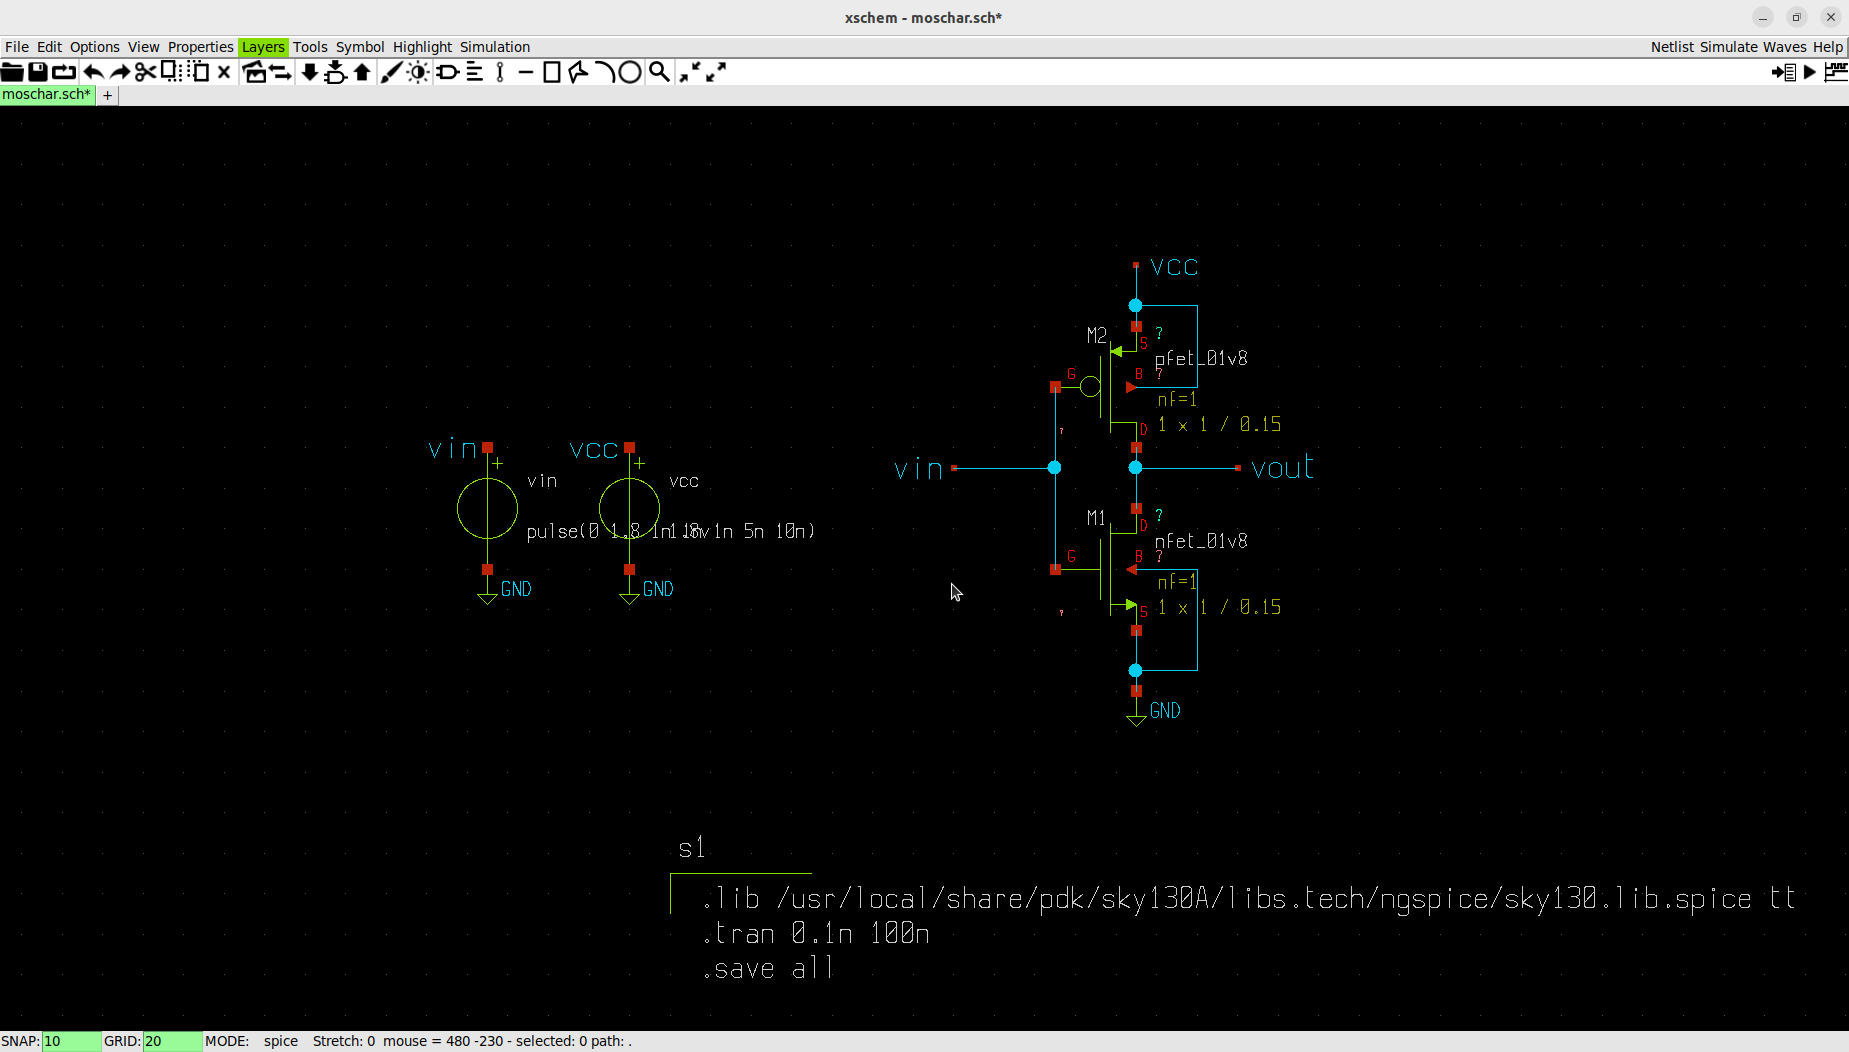 xschem - moschar.sch*
File Edit Options View Properties Layers Tools Symbol Highlight Simulation
Netlist Simulate Waves Help
moschar.sch* +
vcc
M2
?
S
pfet_01v8
G
B
?
nf=1
D
1 x 1 / 0.15
?
vin
+
vin
vcc
+
vcc
vin
vout
pulse(0 1.8 1n 1n 5n 10n)
1.8v
M1
?
D
nfet_01v8
G
B
?
nf=1
S
1 x 1 / 0.15
?
GND
GND
GND
s1
.lib /usr/local/share/pdk/sky130A/libs.tech/ngspice/sky130.lib.spice tt
.tran 0.1n 100n
.save all
SNAP: 10 GRID: 20 MODE: spice Stretch: 0 mouse = 480 -230 - selected: 0 path: .